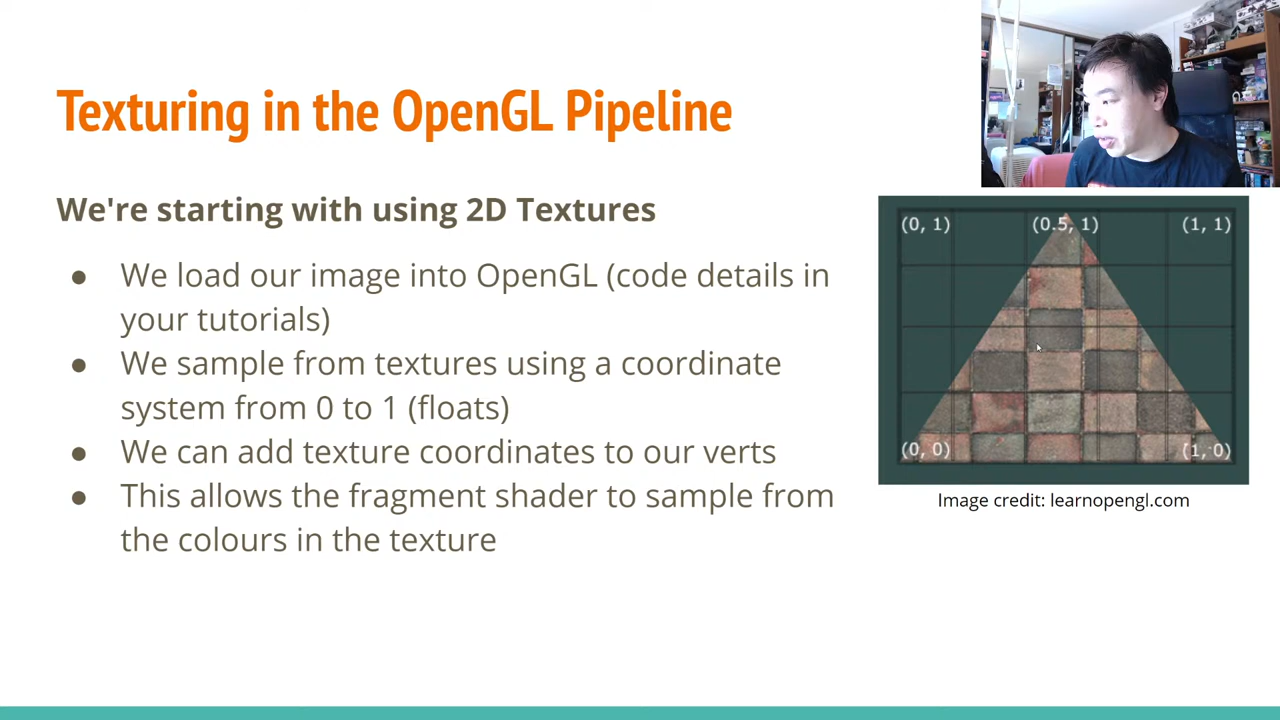 Texturing in the OpenGL Pipeline
We're starting with using 2D Textures
● We load our image into OpenGL (code details in
your tutorials)
● We sample from textures using a coordinate
system from 0 to 1 (floats)
● We can add texture coordinates to our verts
● This allows the fragment shader to sample from
the colours in the texture
(0, 1) (0.5, 1) (1, 1)
(0, 0) (1, 0)
Image credit: learnopengl.com